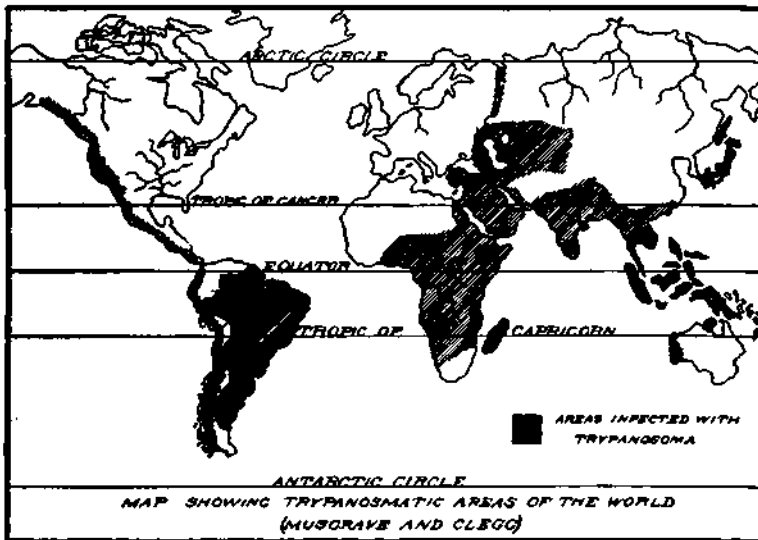 ARCTIC CIRCLE
TROPIC OF CANCER
EQUATOR
TROPIC OF CAPRICORN
AREAS INFECTED WITH
TRYPANOSOMA
ANTARCTIC CIRCLE
MAP SHOWING TRYPANOSMATIC AREAS OF THE WORLD
(MUSGRAVE AND CLEGG)